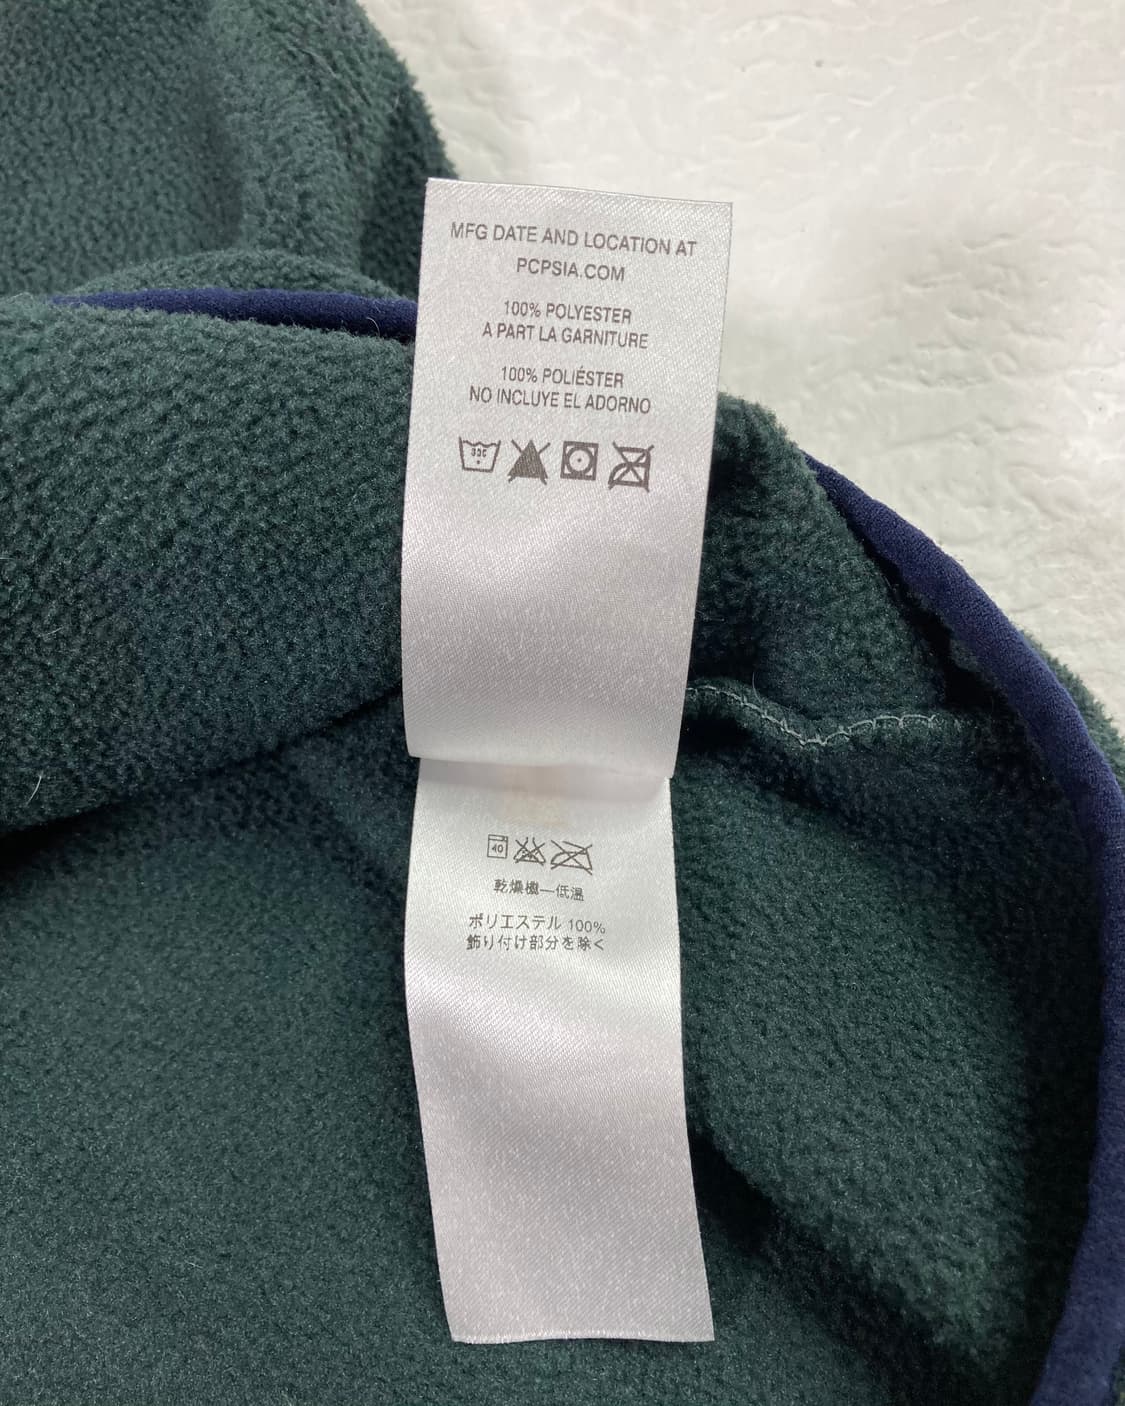 MFG DATE AND LOCATION AT
PCPSIA.COM
100% POLYESTER
A PART LA GARNITURE
100% POLIÉSTER
NO INCLUYE EL ADORNO
40
乾燥機—低温
ポリエステル 100%
飾り付け部分を除く